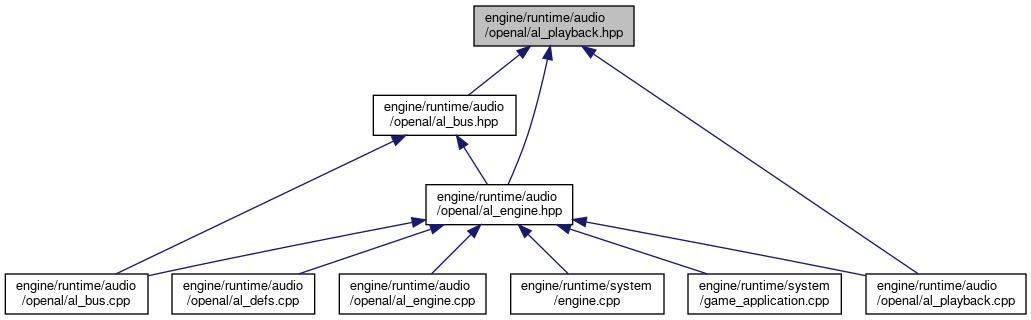 engine/runtime/audio
/openal/al_playback.hpp
engine/runtime/audio
/openal/al_bus.hpp
engine/runtime/audio
/openal/al_engine.hpp
engine/runtime/audio
/openal/al_bus.cpp
engine/runtime/audio
/openal/al_defs.cpp
engine/runtime/audio
/openal/al_engine.cpp
engine/runtime/system
/engine.cpp
engine/runtime/system
/game_application.cpp
engine/runtime/audio
/openal/al_playback.cpp